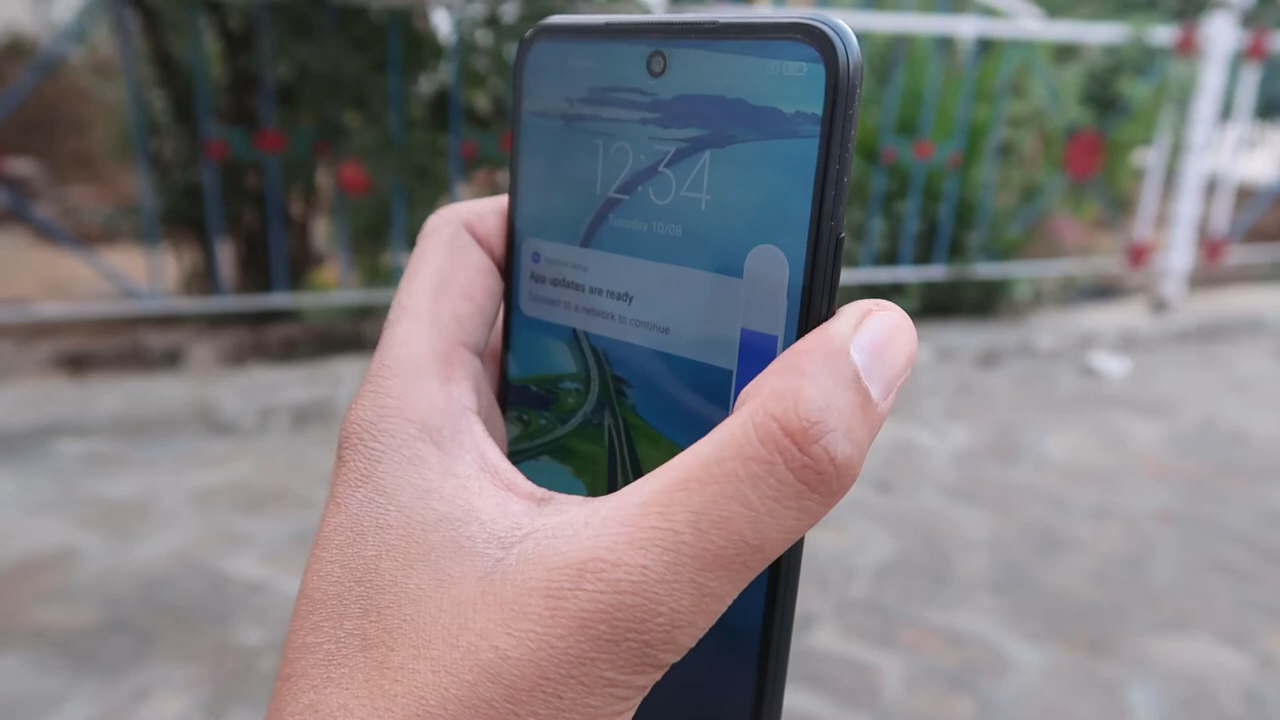 12:34
Tuesday 10/08
App updates are ready
Connect to a network to continue